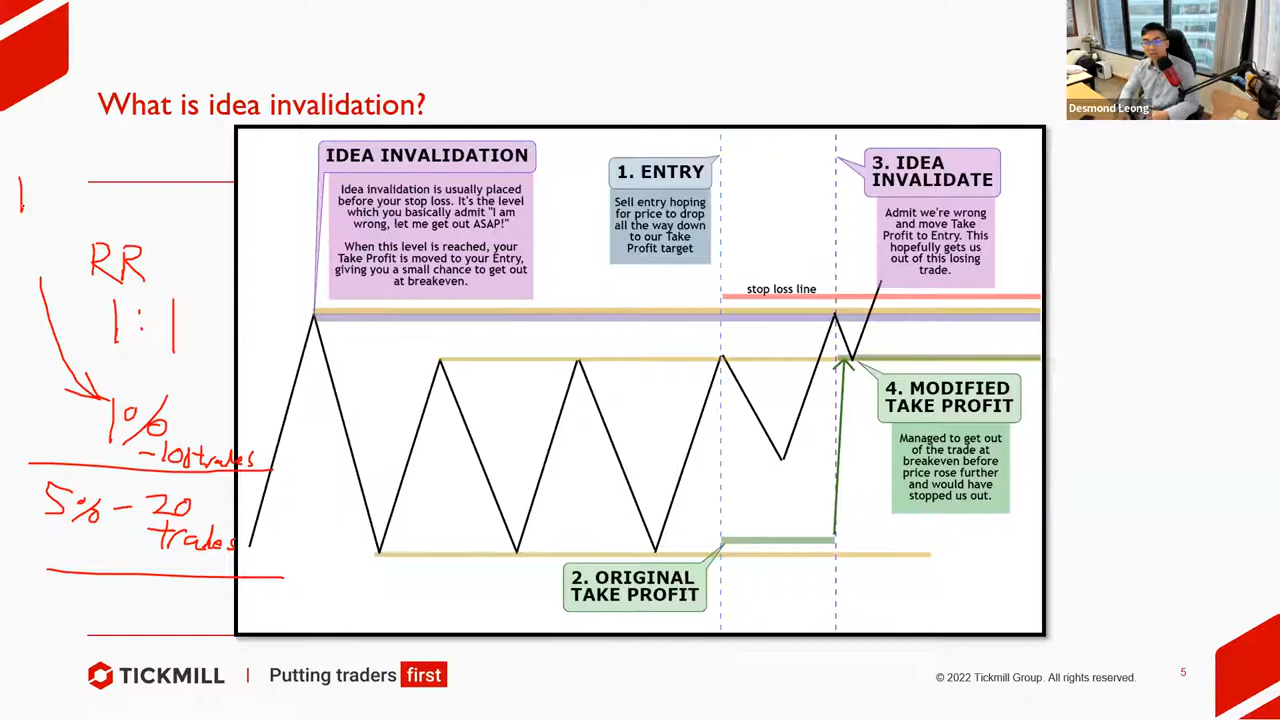 Desmond Leong
What is idea invalidation?
IDEA INVALIDATION
Idea invalidation is usually placed
before your stop loss. It's the level
which you basically admit "I am
wrong, let me get out ASAP!"
When this level is reached, your
Take Profit is moved to your Entry,
giving you a small chance to get out
at breakeven.
1. ENTRY
Sell entry hoping
for price to drop
all the way down
to our Take
Profit target
3. IDEA
INVALIDATE
Admit we're wrong
and move Take
Profit to Entry. This
hopefully gets us
out of this losing
trade.
stop loss line
4. MODIFIED
TAKE PROFIT
Managed to get out
of the trade at
breakeven before
price rose further
and would have
stopped us out.
2. ORIGINAL
TAKE PROFIT
RR
1:1
1%
5% - 20
trades
TICKMILL
Putting traders first
© 2022 Tickmill Group. All rights reserved.
5